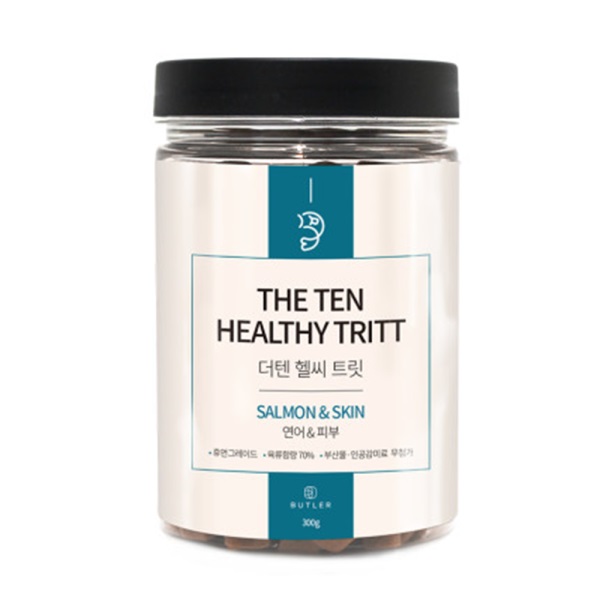 THE TEN
HEALTHY TRITT
더텐 헬씨 트릿
SALMON & SKIN
연어&피부
• 휴먼그레이드 • 육류함량 70% • 부산물·인공감미료 무첨가
BUTLER
300g